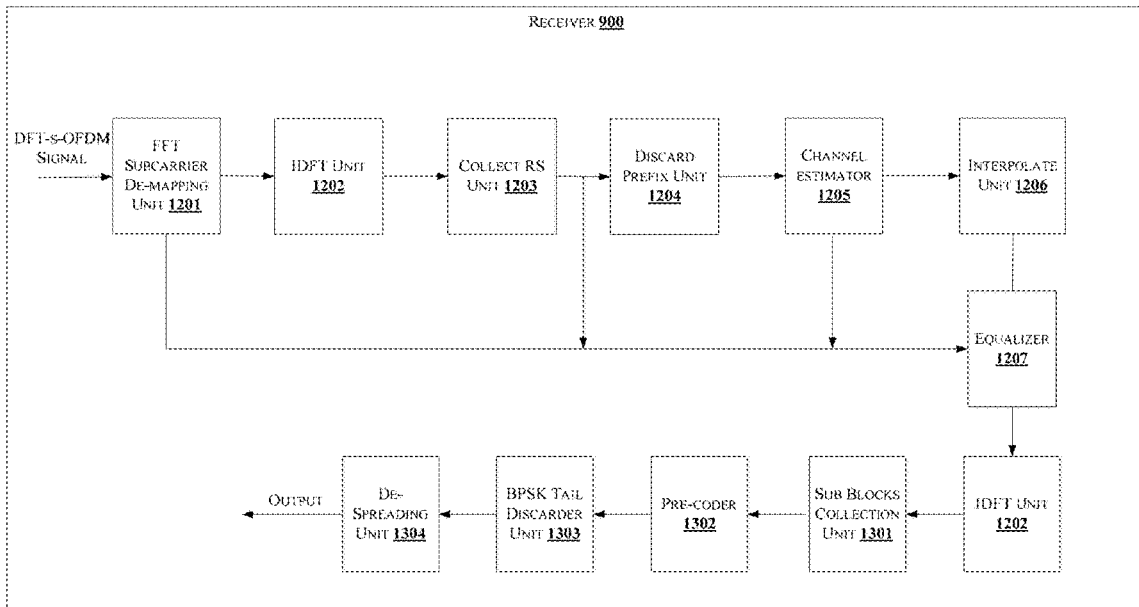 RECEIVER 900
DFT-S-OFDM
SIGNAL
FFT
SUBCARRIER
DE-MAPPING
UNIT 1201
IDFT UNIT
1202
COLLECT RS
UNIT 1203
DISCARD
PREFIX UNIT
1204
CHANNEL
ESTIMATOR
1205
INTERPOLATE
UNIT 1206
EQUALIZER
1207
OUTPUT
DE-
SPREADING
UNIT 1304
BPSK TAIL
DISCARDER
UNIT 1303
PRE-CODER
1302
SUB BLOCKS
COLLECTION
UNIT 1301
IDFT UNIT
1202